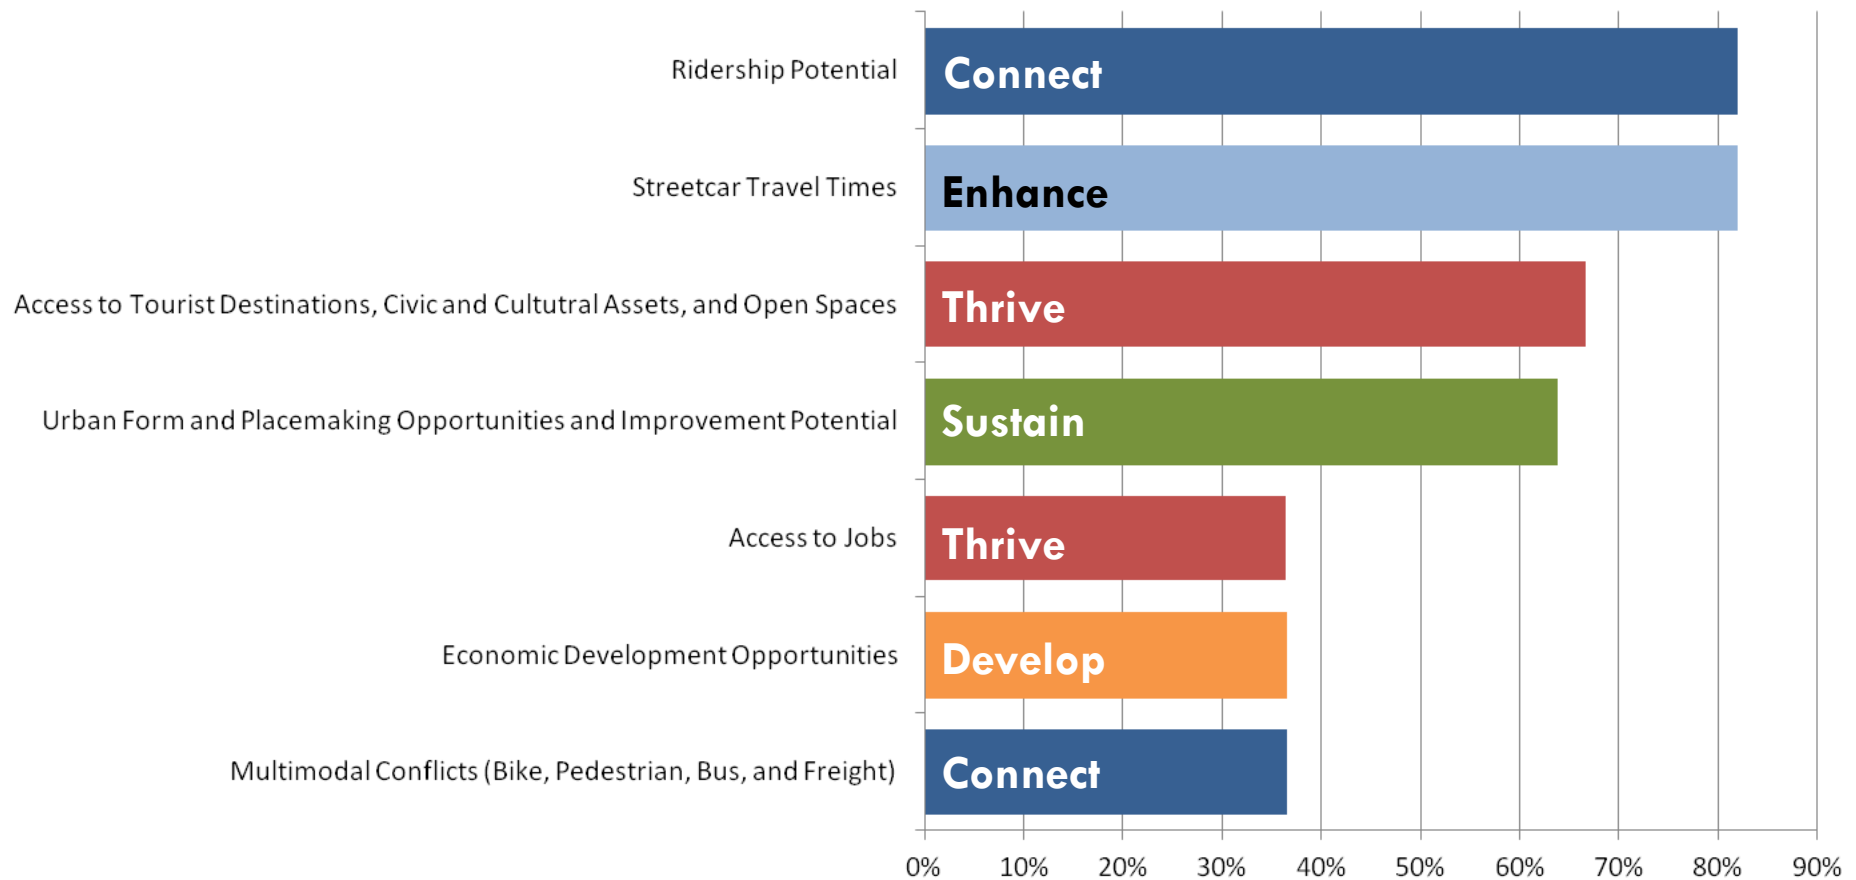 Ridership Potential
Connect
Streetcar Travel Times
Enhance
Access to Tourist Destinations, Civic and Cultutral Assets, and Open Spaces
Thrive
Urban Form and Placemaking Opportunities and Improvement Potential
Sustain
Access to Jobs
Thrive
Economic Development Opportunities
Develop
Multimodal Conflicts (Bike, Pedestrian, Bus, and Freight)
Connect
0% 10% 20% 30% 40% 50% 60% 70% 80% 90%